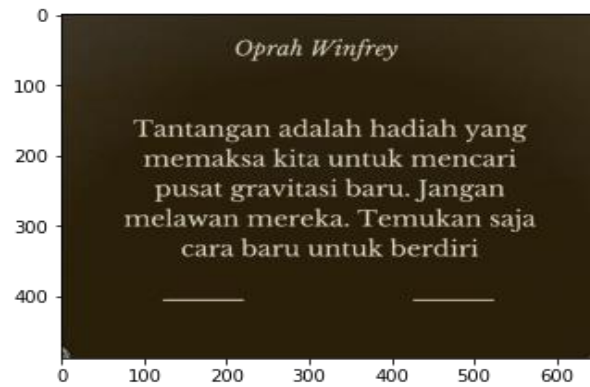 0
100
200
300
400
Oprah Winfrey
Tantangan adalah hadiah yang
memaksa kita untuk mencari
pusat gravitasi baru. Jangan
melawan mereka. Temukan saja
cara baru untuk berdiri
0 100 200 300 400 500 600